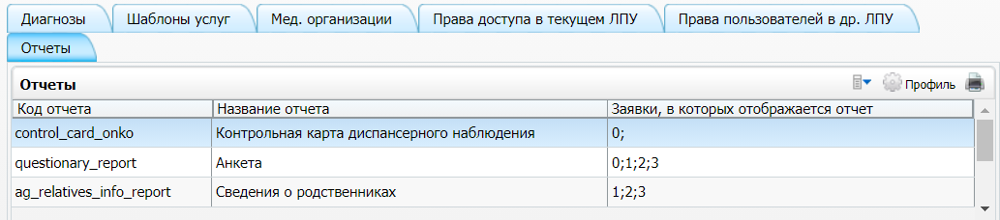 Диагнозы Шаблоны услуг Мед. организации Права доступа в текущем ЛПУ Права пользователей в др. ЛПУ
Отчеты
Отчеты Профиль
Код отчета Название отчета Заявки, в которых отображается отчет
control_card_onko Контрольная карта диспансерного наблюдения 0;
questionary_report Анкета 0;1;2;3
ag_relatives_info_report Сведения о родственниках 1;2;3